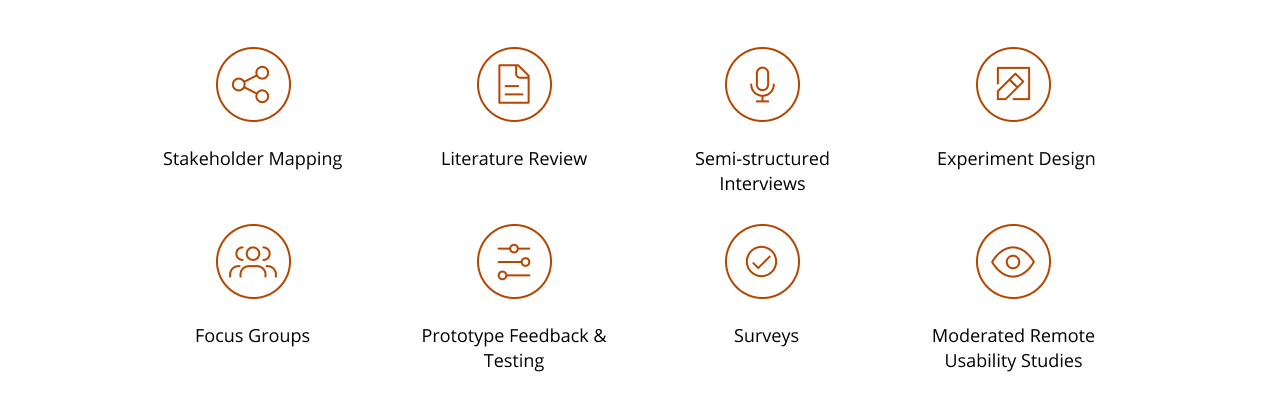 Stakeholder Mapping
Literature Review
Semi-structured
Interviews
Experiment Design
Focus Groups
Prototype Feedback &
Testing
Surveys
Moderated Remote
Usability Studies